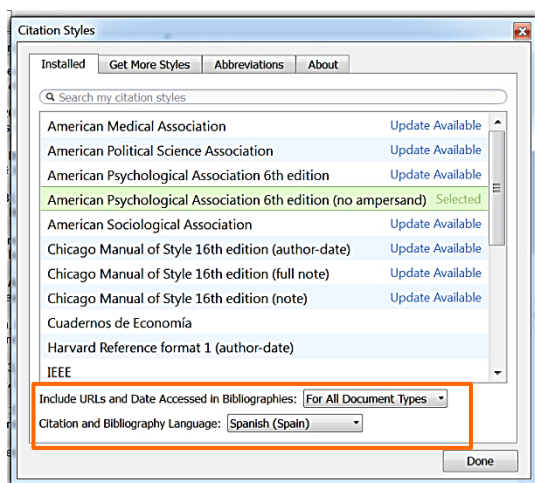 Citation Styles
Installed Get More Styles Abbreviations About
Search my citation styles
American Medical Association Update Available
American Political Science Association Update Available
American Psychological Association 6th edition Update Available
American Psychological Association 6th edition (no ampersand) Selected
American Sociological Association Update Available
Chicago Manual of Style 16th edition (author-date) Update Available
Chicago Manual of Style 16th edition (full note) Update Available
Chicago Manual of Style 16th edition (note) Update Available
Cuadernos de Economía
Harvard Reference format 1 (author-date)
IEEE
Include URLs and Date Accessed in Bibliographies: For All Document Types
Citation and Bibliography Language: Spanish (Spain)
Done